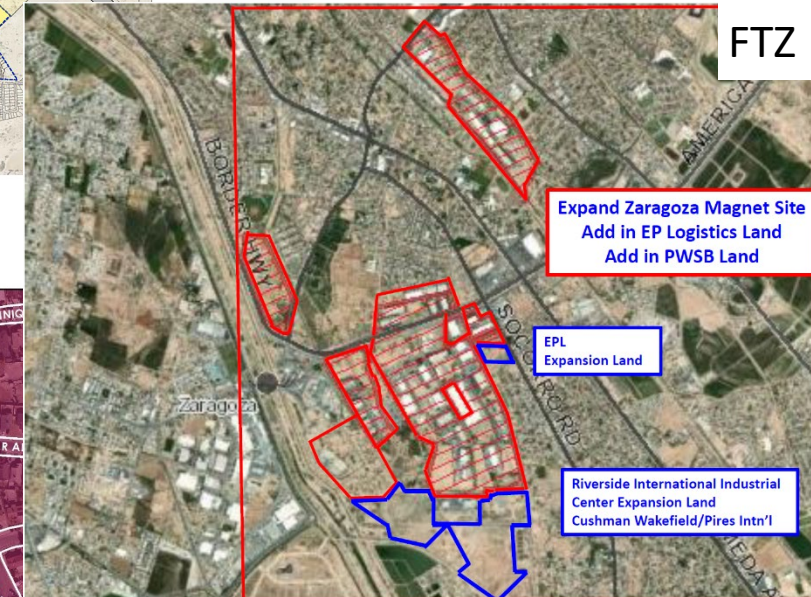 FTZ
AMERICA
BORDER HWY
Expand Zaragoza Magnet Site
Add in EP Logistics Land
Add in PWSB Land
SOCORRO RD
EPL
Expansion Land
Zaragoza
Riverside International Industrial
Center Expansion Land
Cushman Wakefield/Pires Intn'l
MEDA A